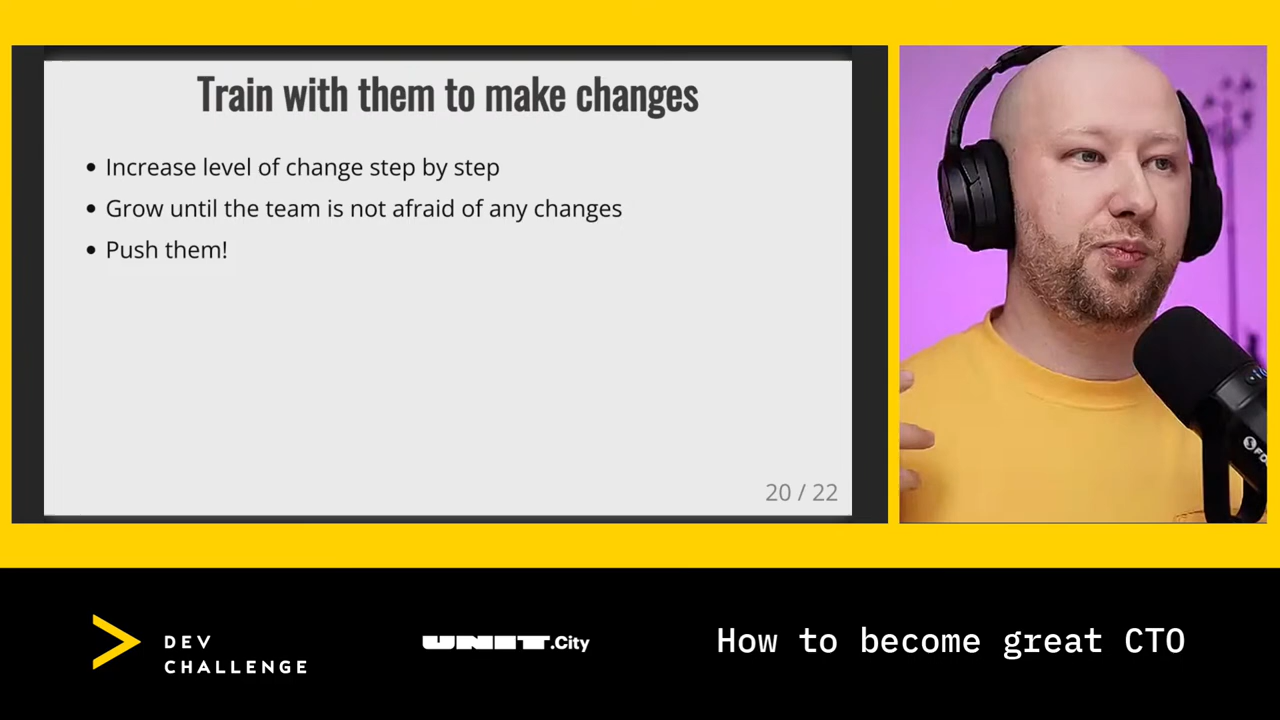 Train with them to make changes
Increase level of change step by step
Grow until the team is not afraid of any changes
Push them!
20 / 22
DEV
CHALLENGE
UNIT.City
How to become great CTO